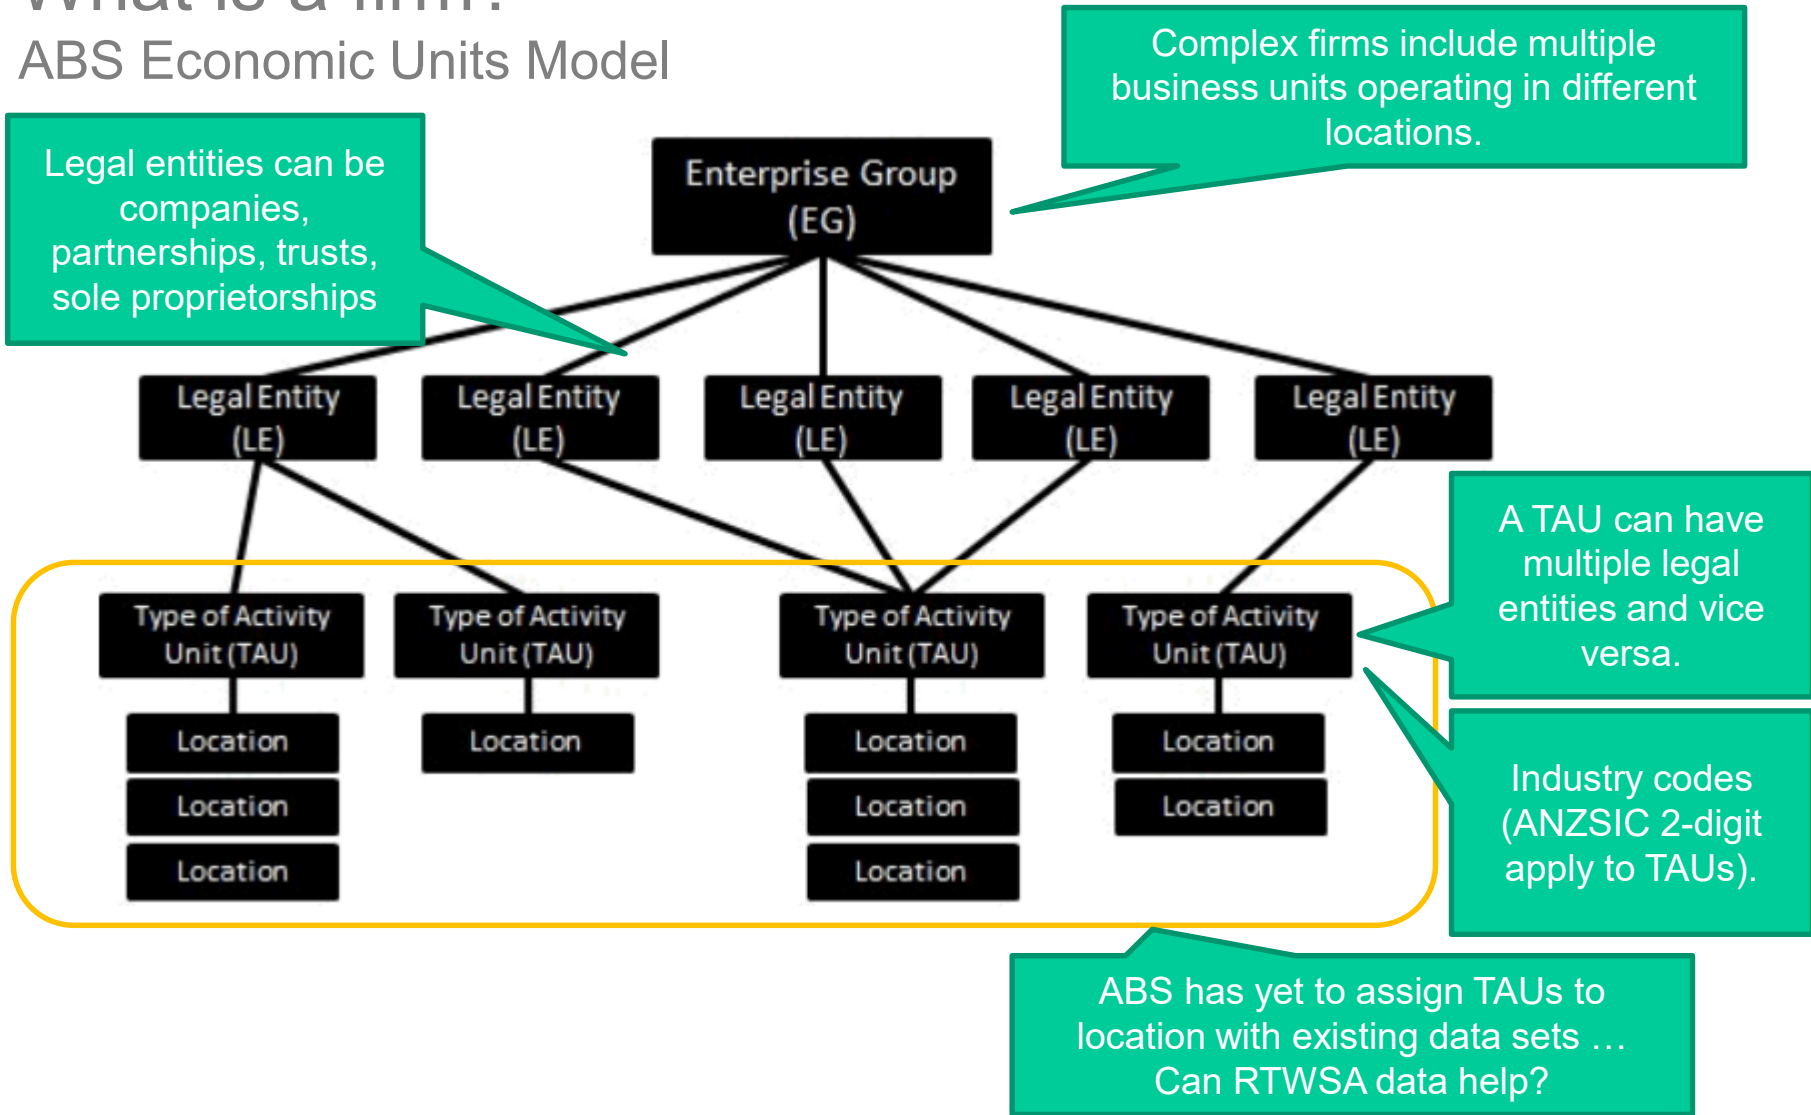 What is a firm?
ABS Economic Units Model
Complex firms include multiple
business units operating in different
locations.
Legal entities can be
companies,
partnerships, trusts,
sole proprietorships
Enterprise Group
(EG)
Legal Entity
(LE)
Legal Entity
(LE)
Legal Entity
(LE)
Legal Entity
(LE)
Legal Entity
(LE)
A TAU can have
multiple legal
entities and vice
versa.
Type of Activity
Unit (TAU)
Type of Activity
Unit (TAU)
Type of Activity
Unit (TAU)
Type of Activity
Unit (TAU)
Location
Location
Location
Location
Location
Location
Location
Location
Location
Industry codes
(ANZSIC 2-digit
apply to TAUs).
ABS has yet to assign TAUs to
location with existing data sets …
Can RTWSA data help?